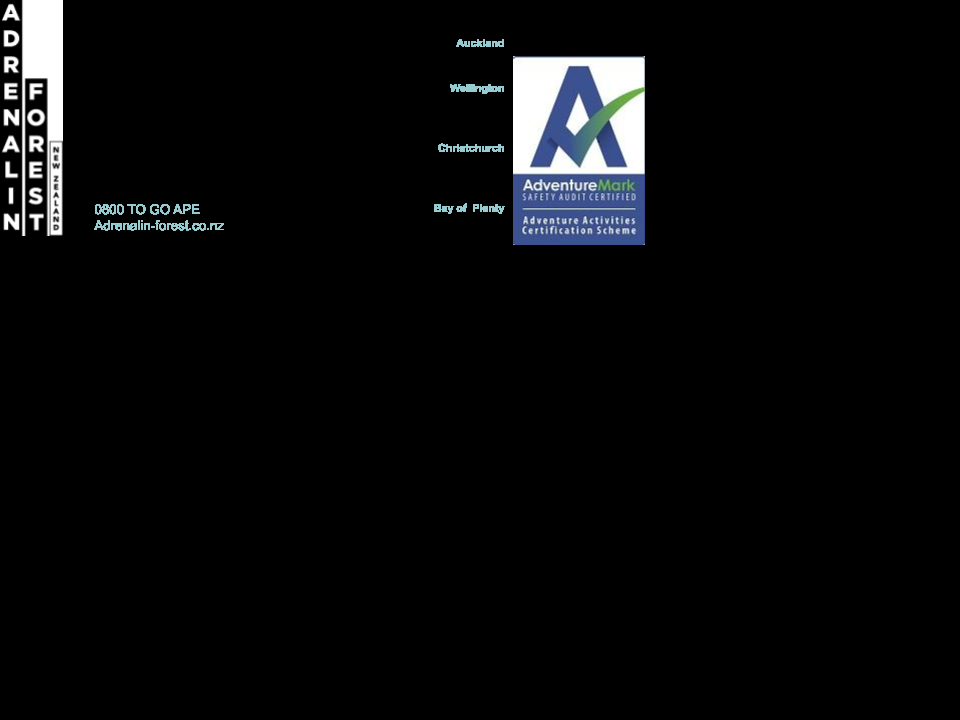 ADRENALIN
FOREST
NEW ZEALAND
0800 TO GO APE
Adrenalin-forest.co.nz
Auckland
Wellington
Christchurch
Bay of Plenty
A
AdventureMark
SAFETY AUDIT CERTIFIED
Adventure Activities
Certification Scheme